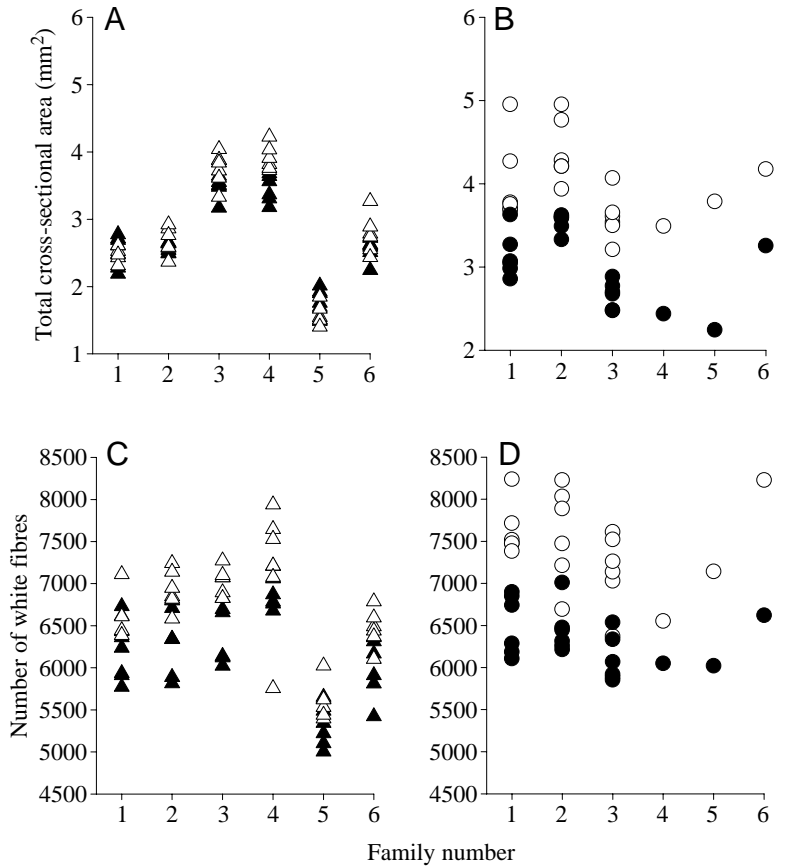 A
B
Total cross-sectional area (mm²)
6
5
4
3
2
1
1 2 3 4 5 6
6
5
4
3
2
1 2 3 4 5 6
C
D
Number of white fibres
8500
8000
7500
7000
6500
6000
5500
5000
4500
1 2 3 4 5 6
8500
8000
7500
7000
6500
6000
5500
5000
4500
1 2 3 4 5 6
Family number